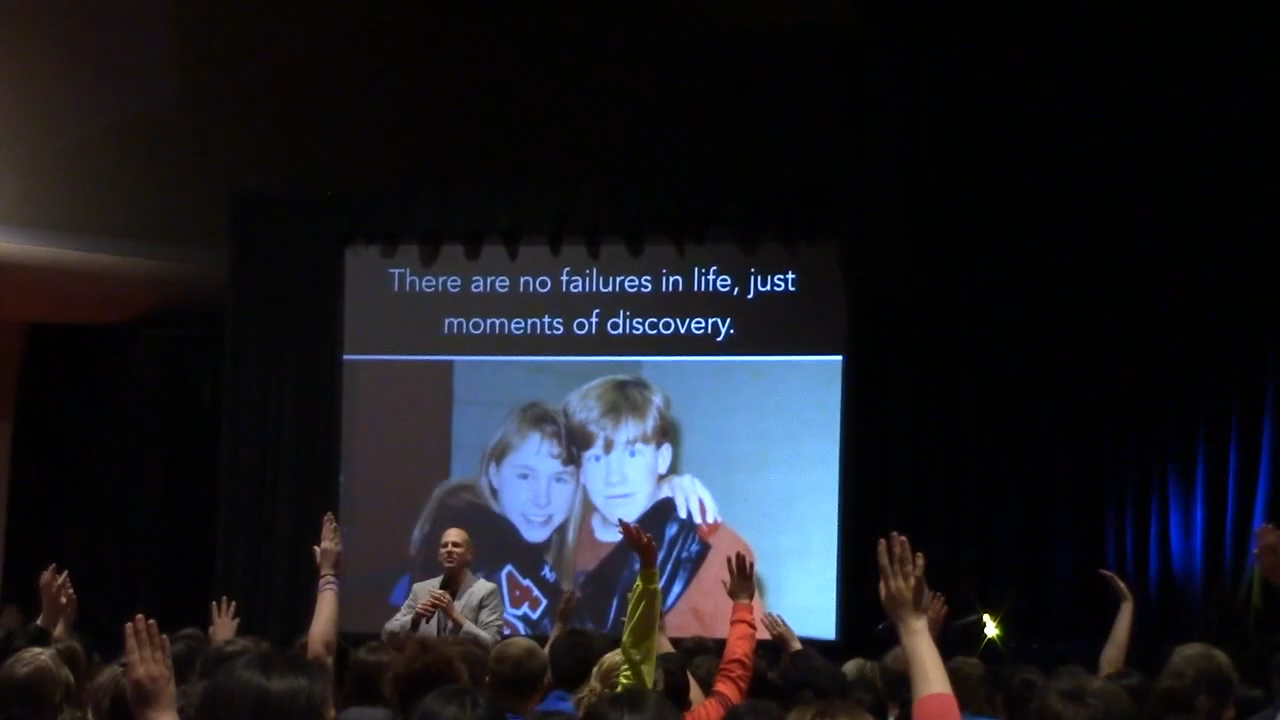 There are no failures in life, just
moments of discovery.